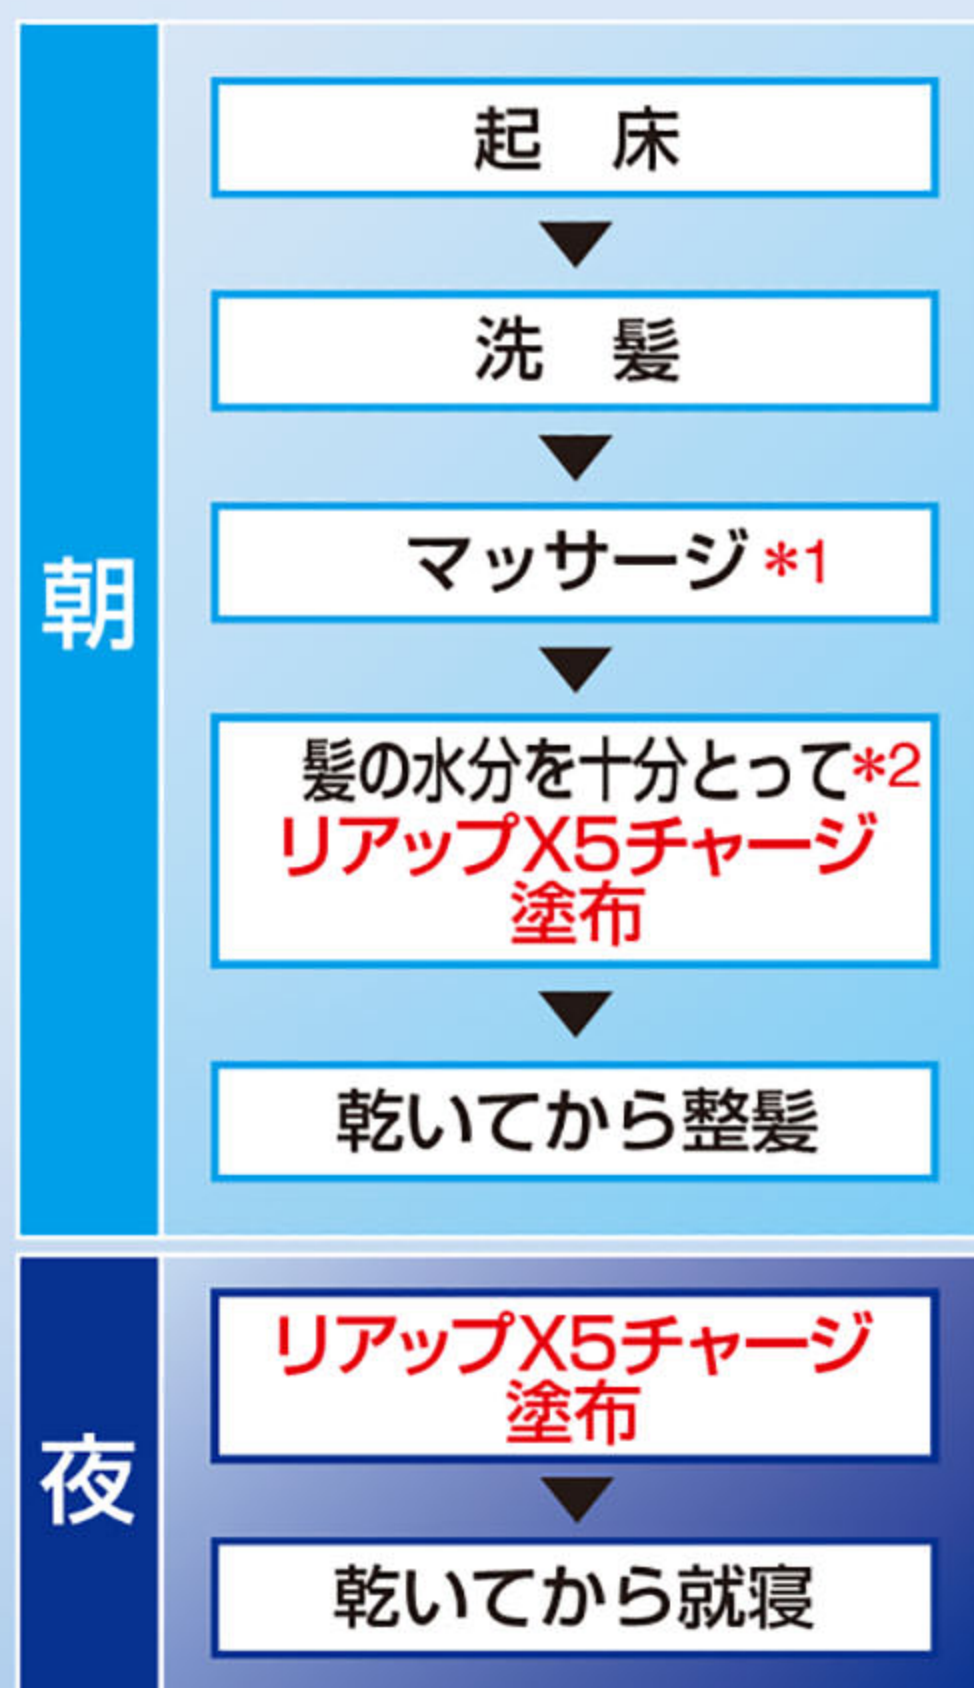 朝
起　床
洗　髪
マッサージ *1
髪の水分を十分とって*2
リアップX5チャージ
塗布
乾いてから整髪
夜
リアップX5チャージ
塗布
乾いてから就寝